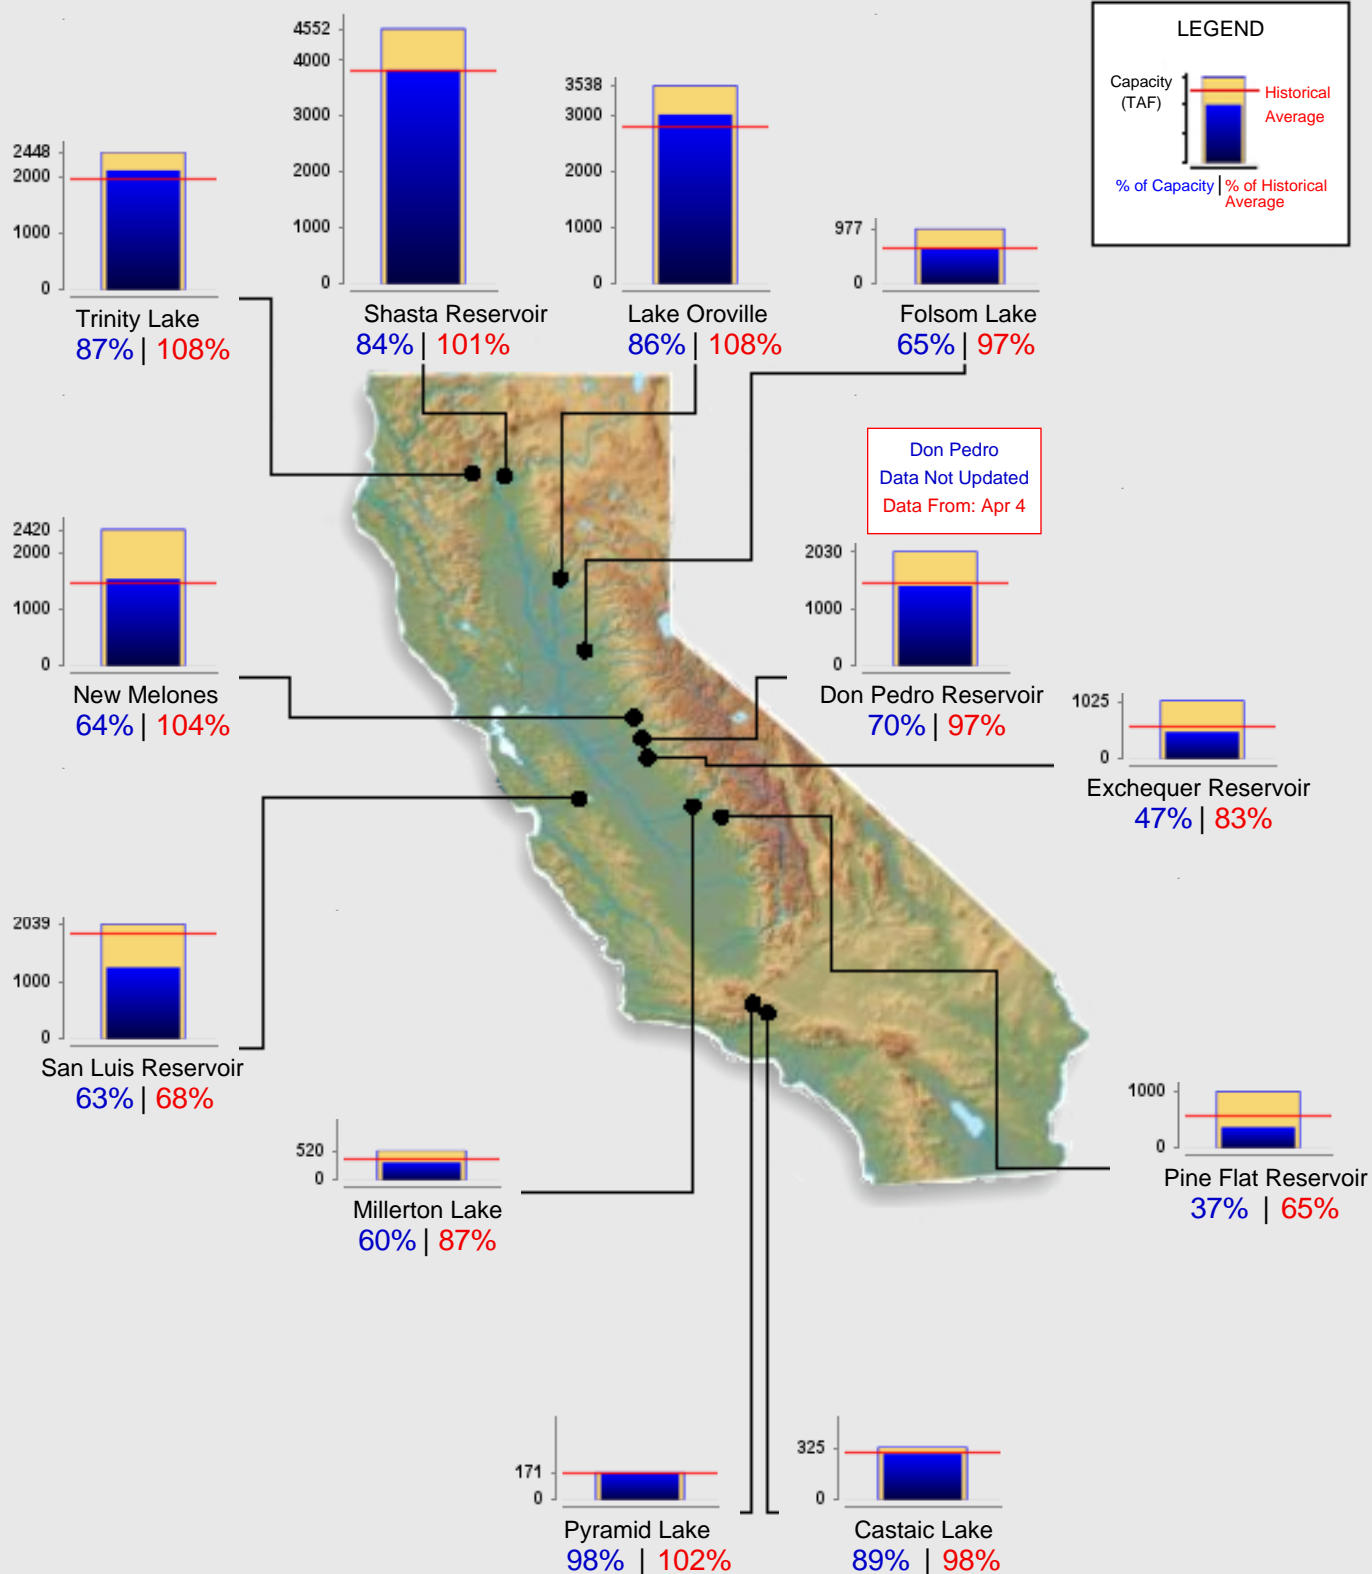 LEGEND
Capacity
(TAF)
Historical
Average
% of Capacity | % of Historical
Average
4552
4000
3000
2000
1000
0
Shasta Reservoir
84% | 101%
3538
3000
2000
1000
0
Lake Oroville
86% | 108%
2448
2000
1000
0
Trinity Lake
87% | 108%
977
0
Folsom Lake
65% | 97%
Don Pedro
Data Not Updated
Data From: Apr 4
2420
2000
1000
0
New Melones
64% | 104%
2030
1000
0
Don Pedro Reservoir
70% | 97%
1025
0
Exchequer Reservoir
47% | 83%
2039
1000
0
San Luis Reservoir
63% | 68%
520
0
Millerton Lake
60% | 87%
1000
0
Pine Flat Reservoir
37% | 65%
171
0
Pyramid Lake
98% | 102%
325
0
Castaic Lake
89% | 98%